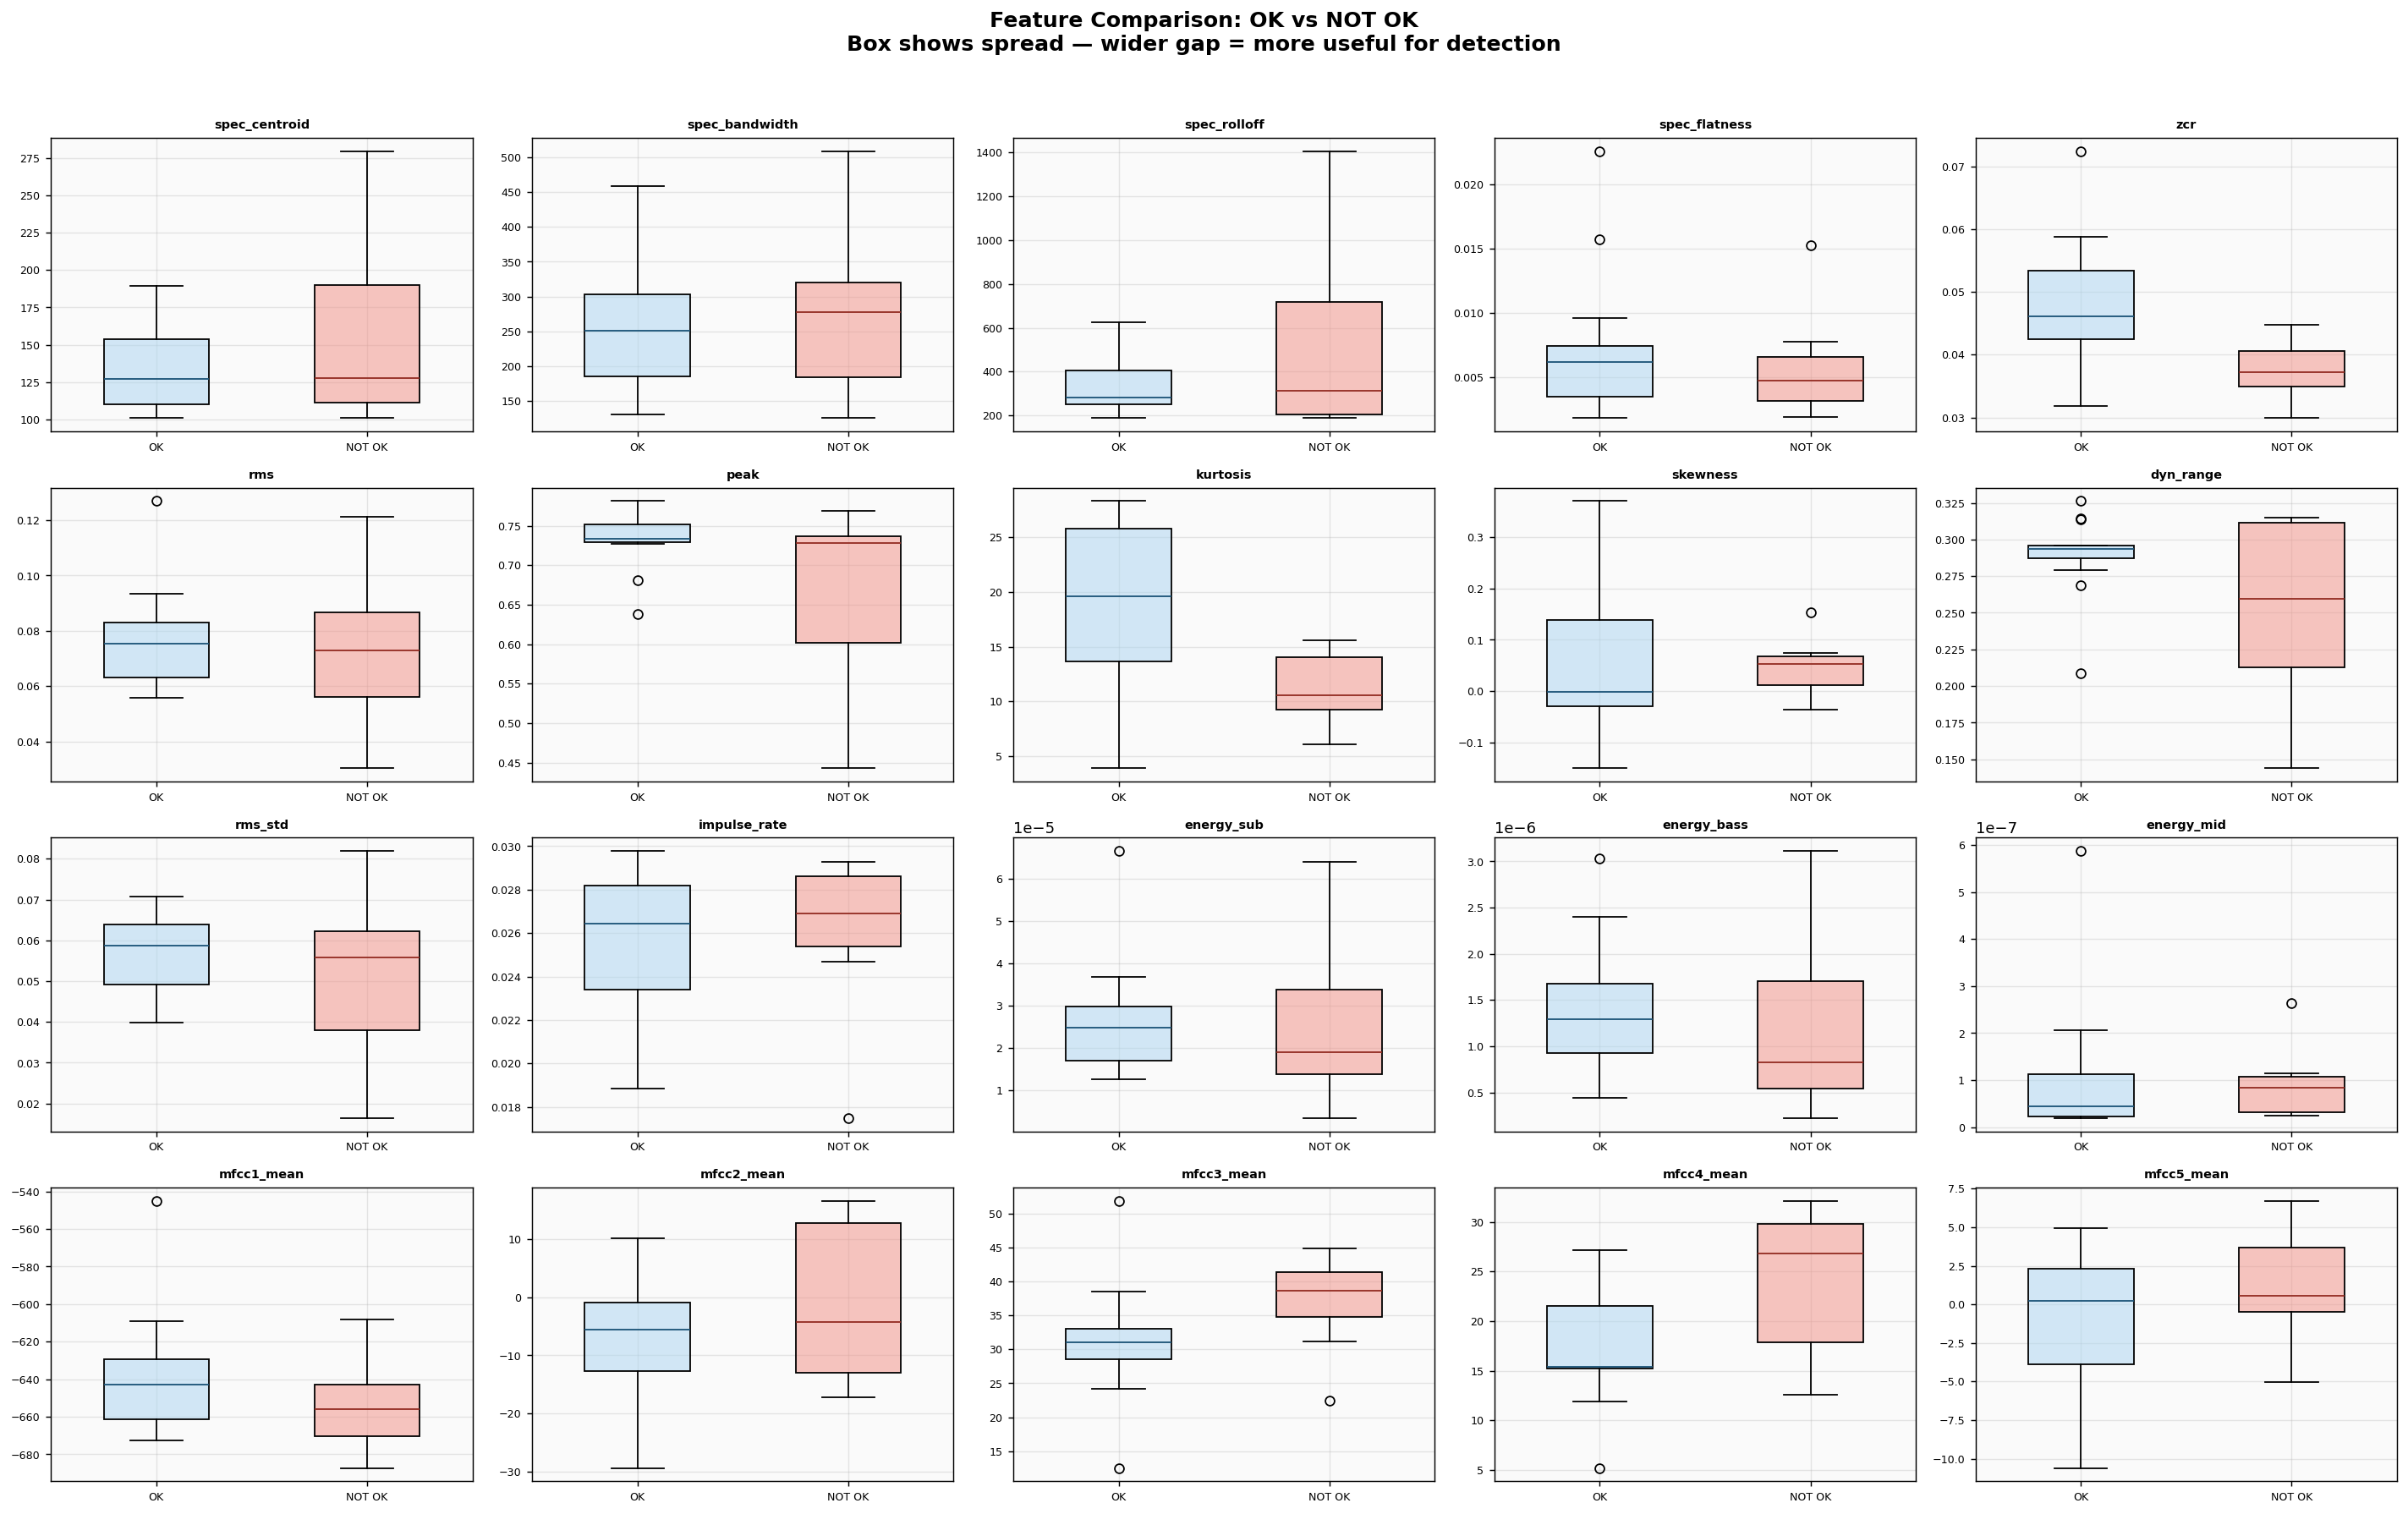 Feature Comparison: OK vs NOT OK
Box shows spread — wider gap = more useful for detection
spec_centroid
275
250
225
200
175
150
125
100
OK
NOT OK
spec_bandwidth
500
450
400
350
300
250
200
150
OK
NOT OK
spec_rolloff
1400
1200
1000
800
600
400
200
OK
NOT OK
spec_flatness
0.020
0.015
0.010
0.005
OK
NOT OK
zcr
0.07
0.06
0.05
0.04
0.03
OK
NOT OK
rms
0.12
0.10
0.08
0.06
0.04
OK
NOT OK
peak
0.75
0.70
0.65
0.60
0.55
0.50
0.45
OK
NOT OK
kurtosis
25
20
15
10
5
OK
NOT OK
skewness
0.3
0.2
0.1
0.0
−0.1
OK
NOT OK
dyn_range
0.325
0.300
0.275
0.250
0.225
0.200
0.175
0.150
OK
NOT OK
rms_std
0.08
0.07
0.06
0.05
0.04
0.03
0.02
OK
NOT OK
impulse_rate
0.030
0.028
0.026
0.024
0.022
0.020
0.018
OK
NOT OK
energy_sub
1e−5
6
5
4
3
2
1
OK
NOT OK
energy_bass
1e−6
3.0
2.5
2.0
1.5
1.0
0.5
OK
NOT OK
energy_mid
1e−7
6
5
4
3
2
1
0
OK
NOT OK
mfcc1_mean
−540
−560
−580
−600
−620
−640
−660
−680
OK
NOT OK
mfcc2_mean
10
0
−10
−20
−30
OK
NOT OK
mfcc3_mean
50
45
40
35
30
25
20
15
OK
NOT OK
mfcc4_mean
30
25
20
15
10
5
OK
NOT OK
mfcc5_mean
7.5
5.0
2.5
0.0
−2.5
−5.0
−7.5
−10.0
OK
NOT OK